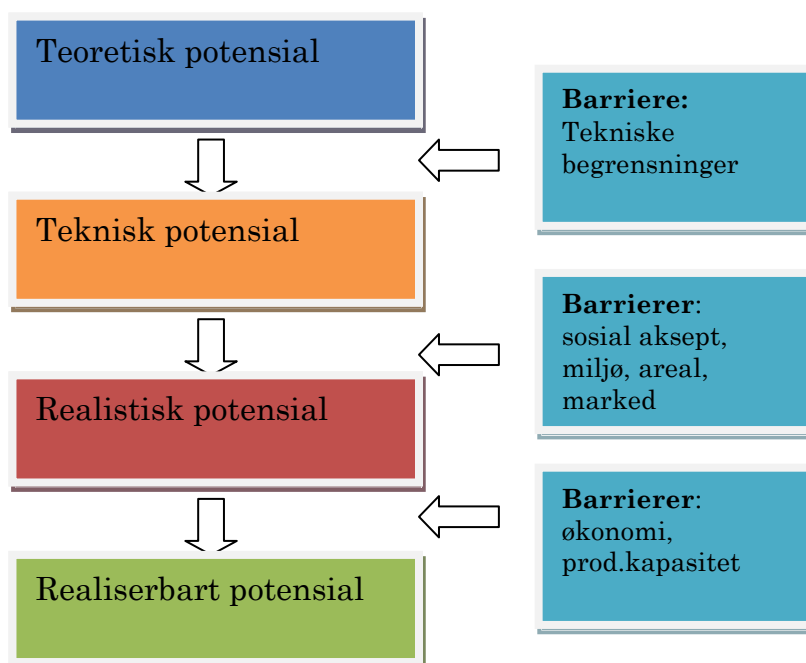 Teoretisk potensial
Barriere:
Tekniske
begrensninger
Teknisk potensial
Barrierer:
sosial aksept,
miljø, areal,
marked
Realistisk potensial
Barrierer:
økonomi,
prod.kapasitet
Realiserbart potensial